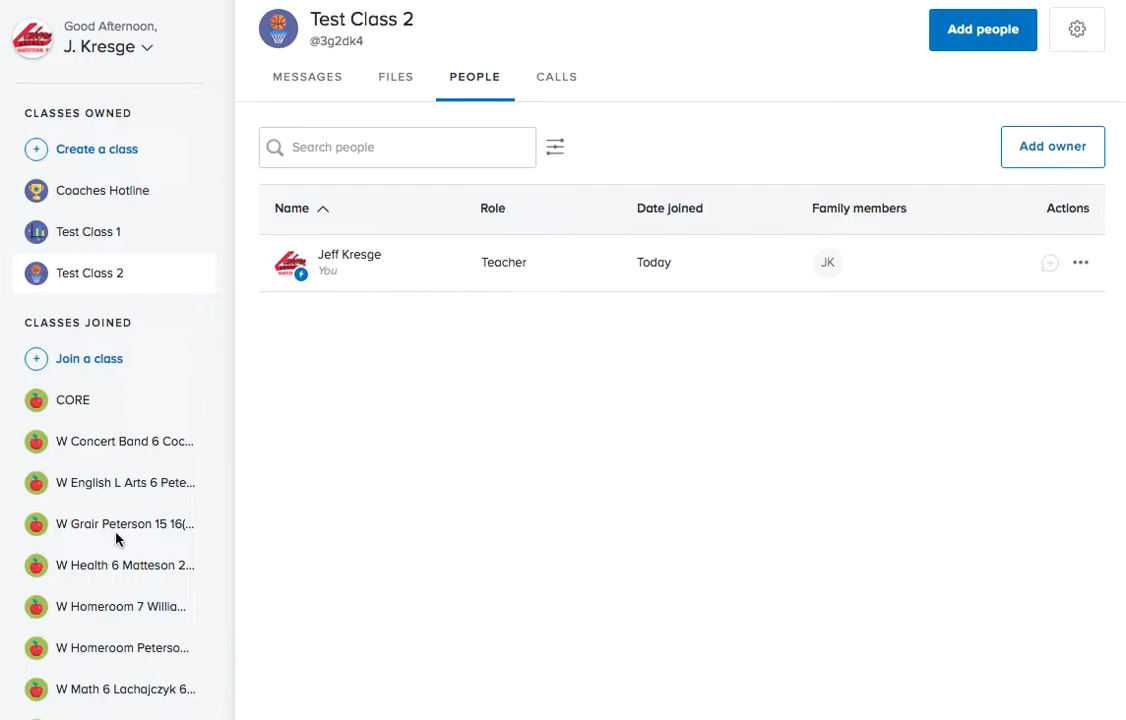 Good Afternoon,
J. Kresge
CLASSES OWNED
Create a class
Coaches Hotline
Test Class 1
Test Class 2
CLASSES JOINED
Join a class
CORE
W Concert Band 6 Coc...
W English L Arts 6 Pete...
W Grair Peterson 15 16(...
W Health 6 Matteson 2...
W Homeroom 7 Willia...
W Homeroom Peterso...
W Math 6 Lachajczyk 6...
Test Class 2
@3g2dk4
Add people
MESSAGES FILES PEOPLE CALLS
Search people
Add owner
Name Role Date joined Family members Actions
Jeff Kresge Teacher Today JK
You